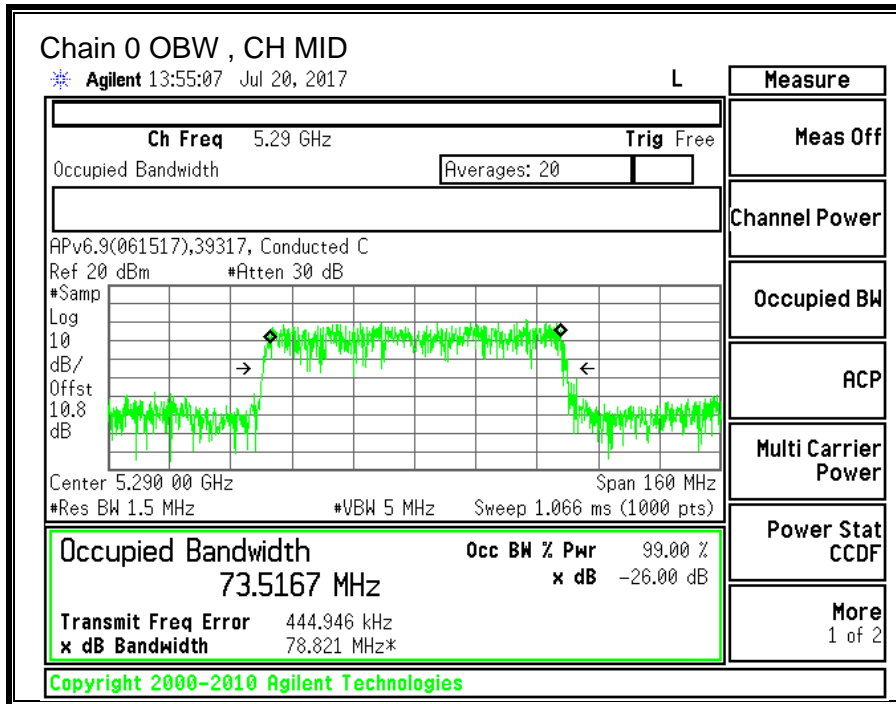 Chain 0 OBW , CH MID
Agilent 13:55:07 Jul 20, 2017 L
Measure
Ch Freq 5.29 GHz Trig Free
Meas Off
Occupied Bandwidth Averages: 20
Channel Power
APv6.9(061517),39317, Conducted C
Ref 20 dBm #Atten 30 dB
#Samp
Log
10
dB/
Offst
10.8
dB
Occupied BW
ACP
Center 5.290 00 GHz Span 160 MHz
#Res BW 1.5 MHz #VBW 5 MHz Sweep 1.066 ms (1000 pts)
Multi Carrier
Power
Occupied Bandwidth Occ BW % Pwr 99.00 %
73.5167 MHz x dB -26.00 dB
Power Stat
CCDF
Transmit Freq Error 444.946 kHz
x dB Bandwidth 78.821 MHz*
More
1 of 2
Copyright 2000-2010 Agilent Technologies